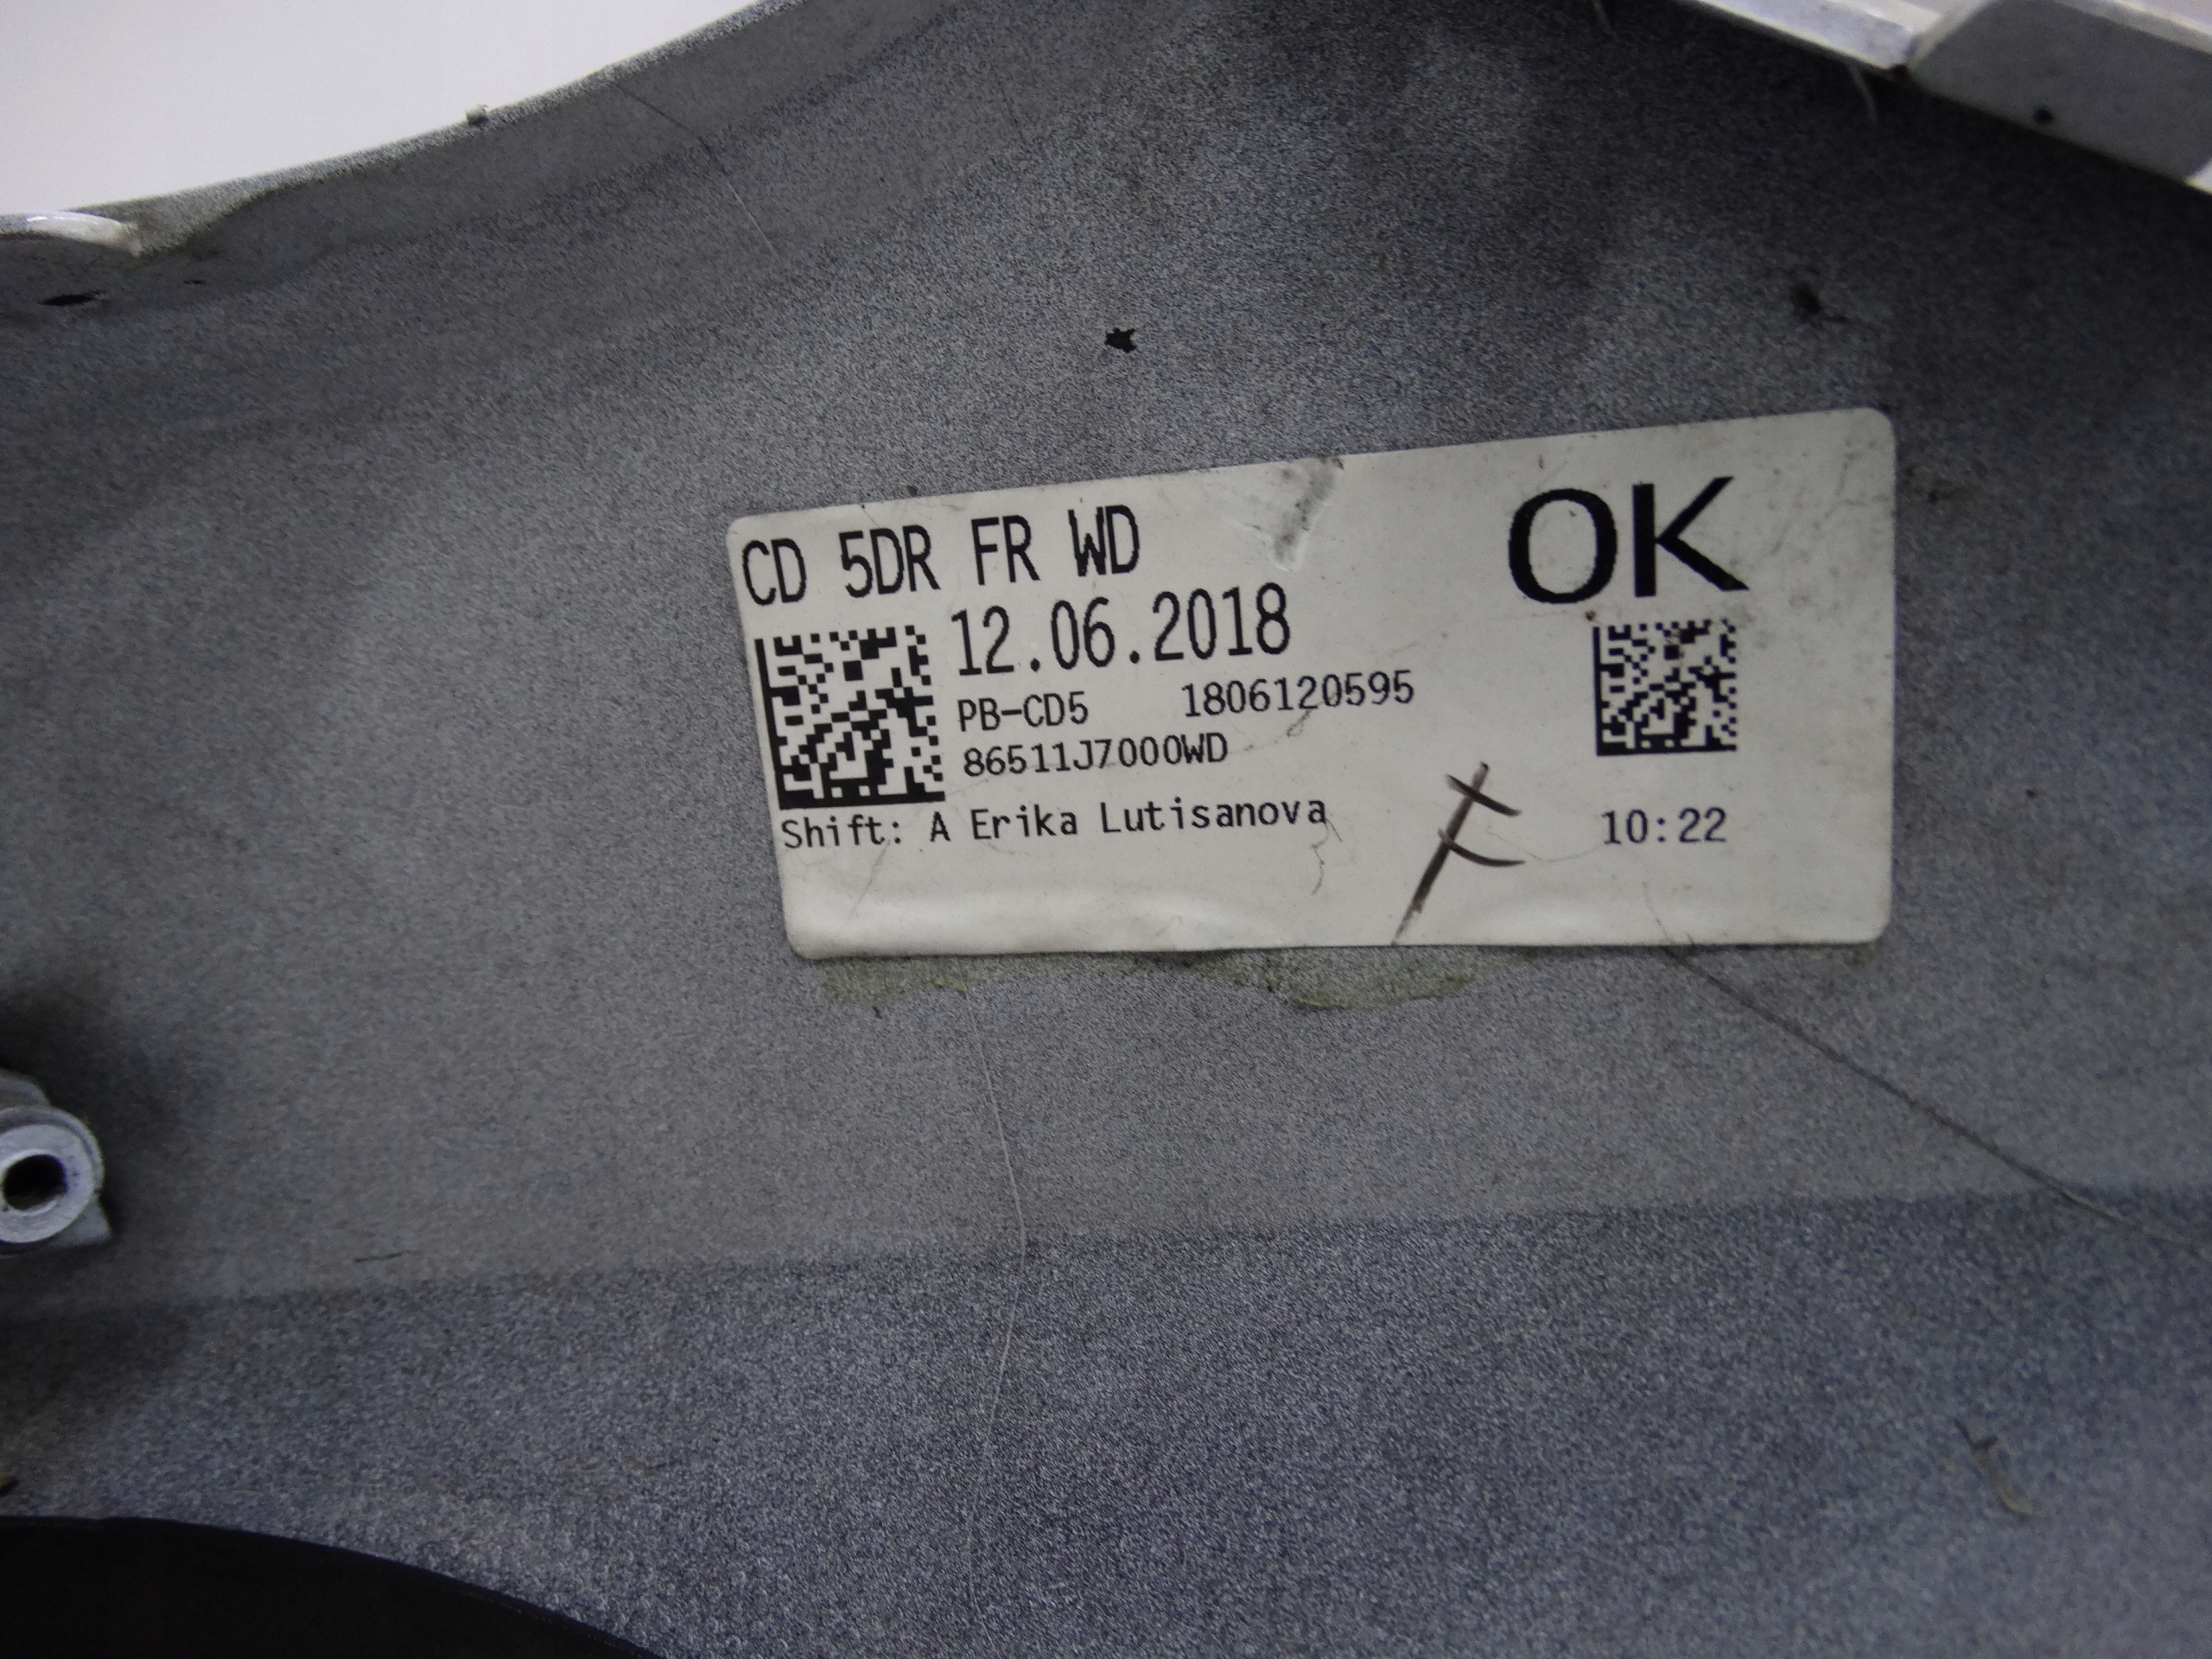 CD 5DR FR WD
OK
12.06.2018
PB-CD5 1806120595
86511J7000WD
Shift: A Erika Lutisanova
10:22